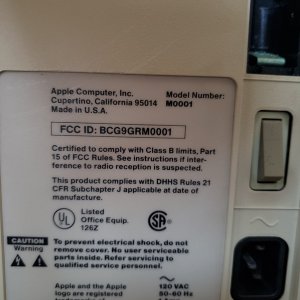 Apple Computer, Inc.
Cupertino, California 95014
Made in U.S.A.
Model Number:
M0001
FCC ID: BCG9GRM0001
Certified to comply with Class B limits, Part
15 of FCC Rules. See instructions if inter-
ference to radio reception is suspected.
This product complies with DHHS Rules 21
CFR Subchapter J applicable at date of
manufacture.
UL
Listed
Office Equip.
126Z
SA
CAUTION
Warning
To prevent electrical shock, do not
remove cover. No user serviceable
parts inside. Refer servicing to
qualified service personnel.
Apple and the Apple
logo are registered
120 VAC
50-60 Hz